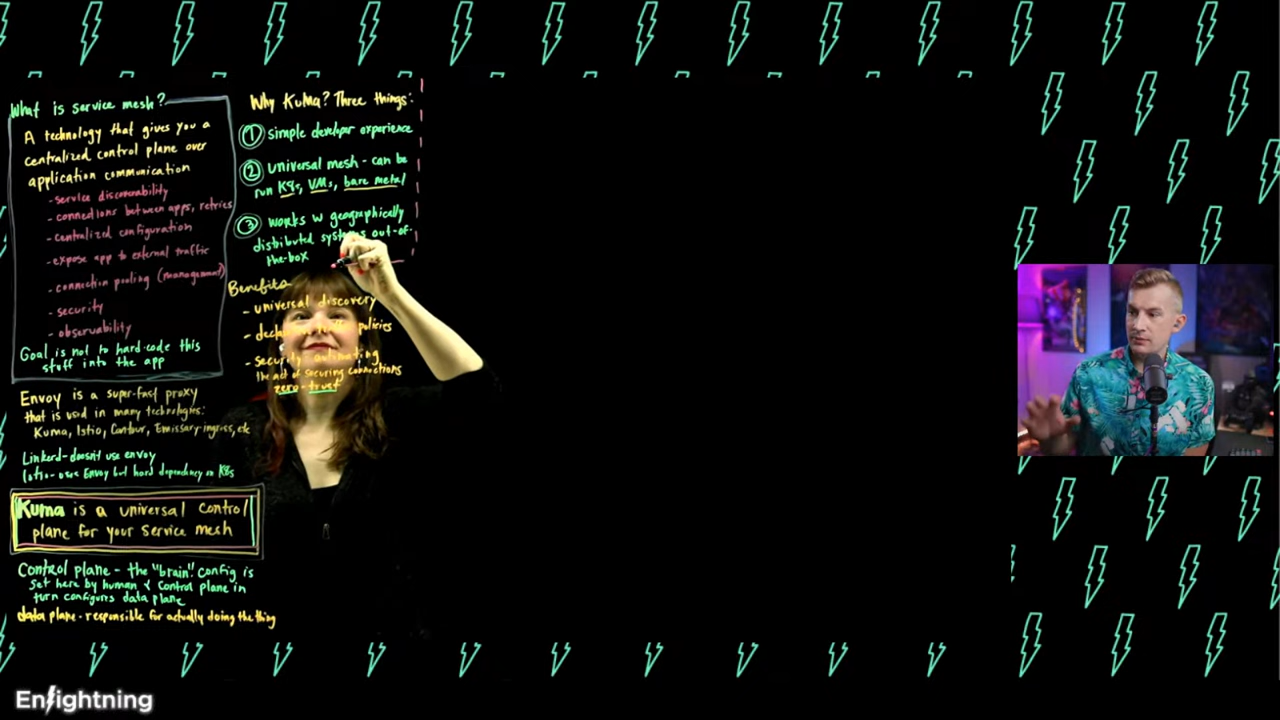 What is service mesh?
A technology that gives you a
centralized control plane over
application communication
- service discoverability
- connections between apps, retries
- centralized configuration
- expose app to external traffic
- connection pooling (management)
- security
- observability
Goal is not to hard-code this
stuff into the app
Envoy is a super-fast proxy
that is used in many technologies:
Kuma, Istio, Contour, Emissary-ingress, etc
Linkerd - doesn't use envoy
Istio - uses Envoy but hard dependency on K8s
Kuma is a universal control
plane for your service mesh
Control plane - the "brain". config is
set here by human & control plane in
turn configures data plane
data plane - responsible for actually doing the thing
Why Kuma? Three things:
① simple developer experience
② universal mesh - can be
run K8s, VMs, bare metal
③ works w geographically
distributed systems out-of-
the-box
Benefits
- universal discovery
- policies
- security: automating
the act of securing connections
zero-trust
Enlightning